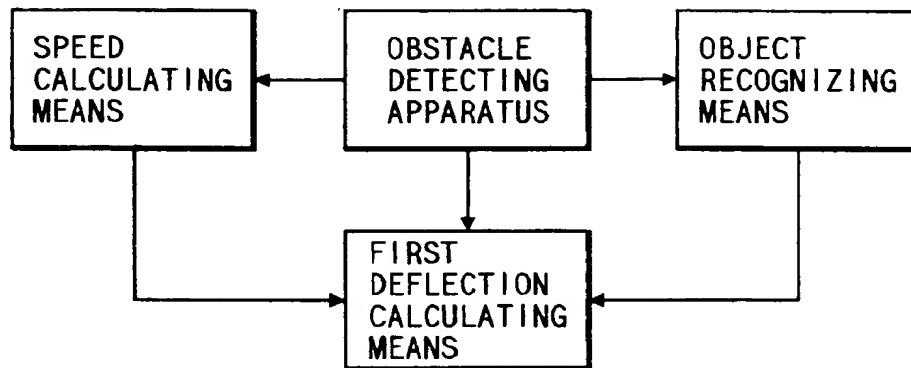 SPEED
CALCULATING
MEANS
OBSTACLE
DETECTING
APPARATUS
OBJECT
RECOGNIZING
MEANS
FIRST
DEFLECTION
CALCULATING
MEANS